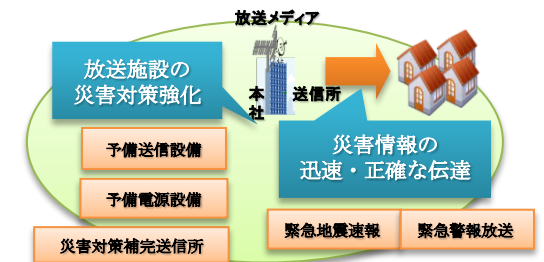 放送メディア
放送施設の
災害対策強化
本社
送信所
災害情報の
迅速・正確な伝達
予備送信設備
予備電源設備
災害対策補完送信所
緊急地震速報
緊急警報放送